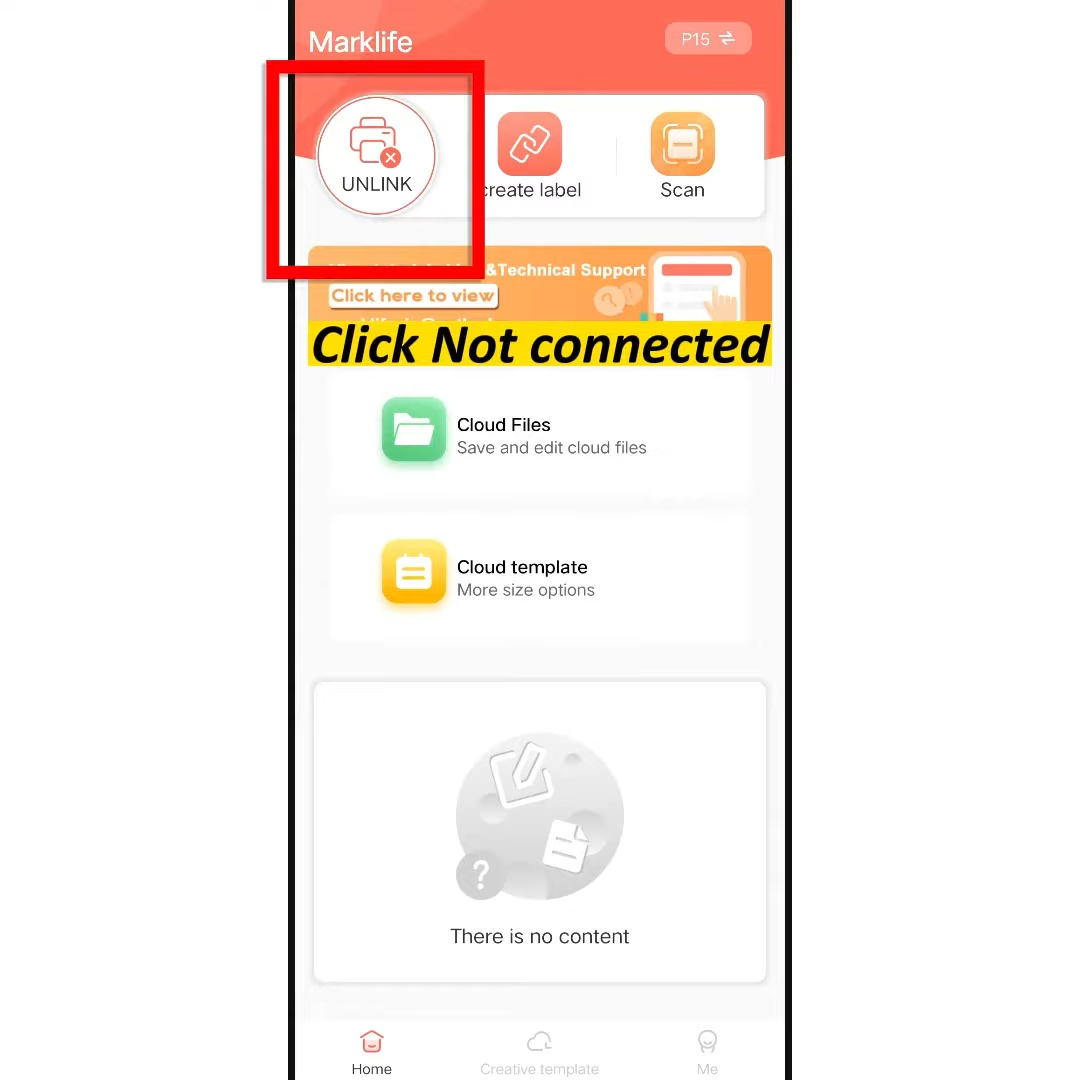 Marklife
P15
UNLINK
create label
Scan
&Technical Support
Click here to view
Click Not connected
Cloud Files
Save and edit cloud files
Cloud template
More size options
?
There is no content
Home
Creative template
Me